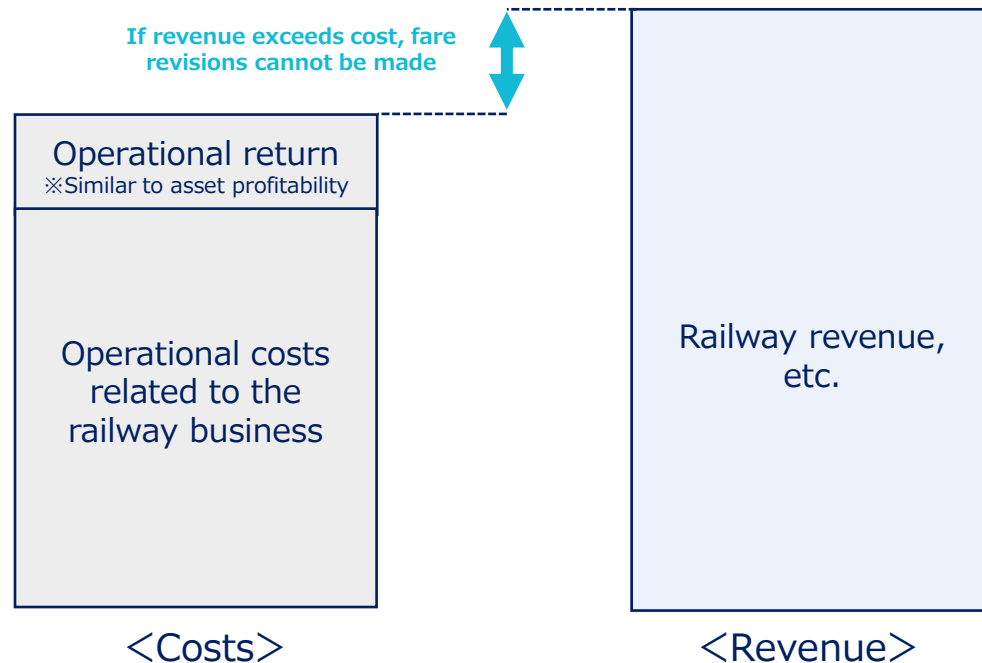 If revenue exceeds cost, fare
revisions cannot be made
Operational return
※Similar to asset profitability
Operational costs
related to the
railway business
Railway revenue,
etc.
＜Costs＞
＜Revenue＞